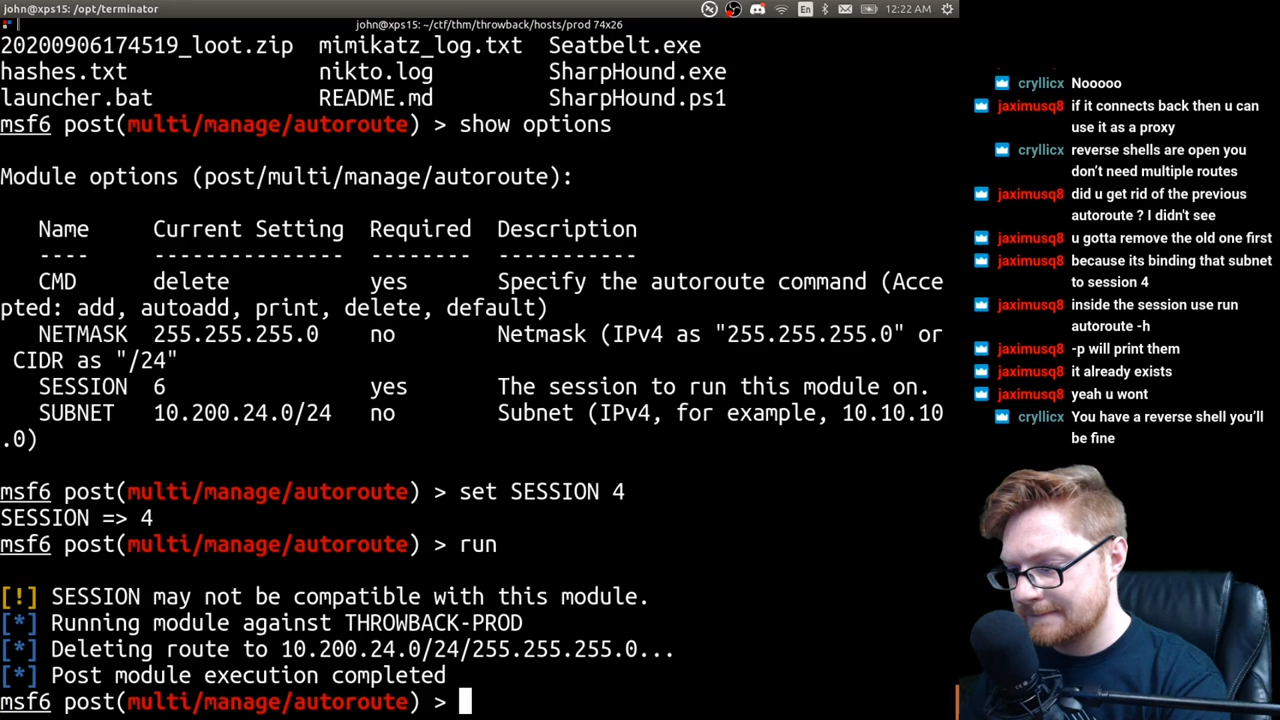 john@xps15: /opt/terminator
En
12:22 AM
john@xps15: ~/ctf/thm/throwback/hosts/prod 74x26
20200906174519_loot.zip mimikatz_log.txt Seatbelt.exe
hashes.txt nikto.log SharpHound.exe
launcher.bat README.md SharpHound.ps1
msf6 post(multi/manage/autoroute) > show options
Module options (post/multi/manage/autoroute):
Name Current Setting Required Description
---- --------------- -------- -----------
CMD delete yes Specify the autoroute command (Acce
pted: add, autoadd, print, delete, default)
NETMASK 255.255.255.0 no Netmask (IPv4 as "255.255.255.0" or
CIDR as "/24"
SESSION 6 yes The session to run this module on.
SUBNET 10.200.24.0/24 no Subnet (IPv4, for example, 10.10.10
.0)
msf6 post(multi/manage/autoroute) > set SESSION 4
SESSION => 4
msf6 post(multi/manage/autoroute) > run
[!] SESSION may not be compatible with this module.
[*] Running module against THROWBACK-PROD
[*] Deleting route to 10.200.24.0/24/255.255.255.0...
[*] Post module execution completed
msf6 post(multi/manage/autoroute) >
cryllicx Nooooo
jaximusq8 if it connects back then u can
use it as a proxy
cryllicx reverse shells are open you
don't need multiple routes
jaximusq8 did u get rid of the previous
autoroute ? I didn't see
jaximusq8 u gotta remove the old one first
jaximusq8 because its binding that subnet
to session 4
jaximusq8 inside the session use run
autoroute -h
jaximusq8 -p will print them
jaximusq8 it already exists
jaximusq8 yeah u wont
cryllicx You have a reverse shell you'll
be fine